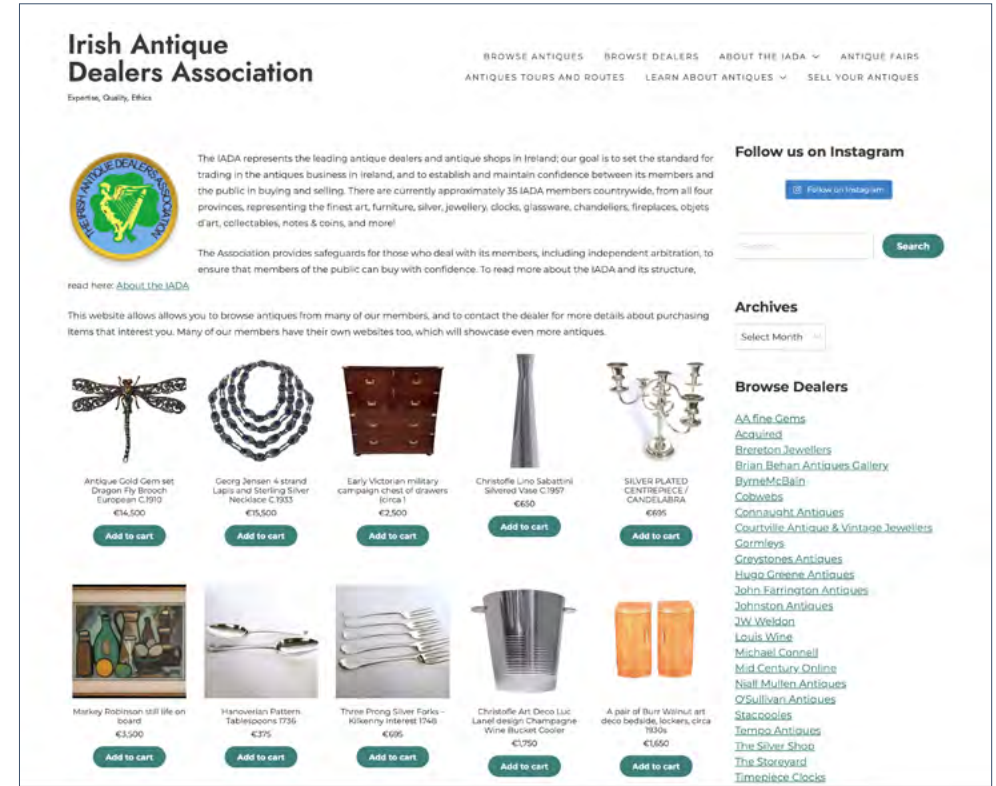 Irish Antique
Dealers Association
Expertise, Quality, Ethics
BROWSE ANTIQUES BROWSE DEALERS ABOUT THE IADA ANTIQUE FAIRS
ANTIQUES TOURS AND ROUTES LEARN ABOUT ANTIQUES SELL YOUR ANTIQUES
THE IRISH ANTIQUE DEALERS ASSOCIATION
The IADA represents the leading antique dealers and antique shops in Ireland; our goal is to set the standard for
trading in the antiques business in Ireland, and to establish and maintain confidence between its members and
the public in buying and selling. There are currently approximately 35 IADA members countrywide, from all four
provinces, representing the finest art, furniture, silver, jewellery, clocks, glassware, chandeliers, fireplaces, objets
d'art, collectables, notes & coins, and more!
The Association provides safeguards for those who deal with its members, including independent arbitration, to
ensure that members of the public can buy with confidence. To read more about the IADA and its structure,
read here: About the IADA
This website allows allows you to browse antiques from many of our members, and to contact the dealer for more details about purchasing
items that interest you. Many of our members have their own websites too, which will showcase even more antiques.
Antique Gold Gem set
Dragon Fly Brooch
European C.1910
€14,500
Add to cart
Georg Jensen 4 strand
Lapis and Sterling Silver
Necklace C.1933
€15,500
Add to cart
Early Victorian military
campaign chest of drawers
(circa 1
€2,500
Add to cart
Christofle Lino Sabattini
Silvered Vase C.1957
€650
Add to cart
SILVER PLATED
CENTREPIECE /
CANDELABRA
€695
Add to cart
Markey Robinson still life on
board
€3,500
Add to cart
Hanoverian Pattern
Tablespoons 1736
€375
Add to cart
Three Prong Silver Forks –
Kilkenny Interest 1748
€695
Add to cart
Christofle Art Deco Luc
Lanel design Champagne
Wine Bucket Cooler
€1,750
Add to cart
A pair of Burr Walnut art
deco bedside, lockers, circa
1930s
€1,650
Add to cart
Follow us on Instagram
Follow on Instagram
Search
Archives
Select Month
Browse Dealers
AA fine Gems
Acquired
Brereton Jewellers
Brian Behan Antiques Gallery
ByrneMcBain
Cobwebs
Connaught Antiques
Courtville Antique & Vintage Jewellers
Gormleys
Greystones Antiques
Hugo Greene Antiques
John Farrington Antiques
Johnston Antiques
JW Weldon
Louis Wine
Michael Connell
Mid Century Online
Niall Mullen Antiques
O'Sullivan Antiques
Stacpooles
Tempo Antiques
The Silver Shop
The Storeyard
Timepiece Clocks